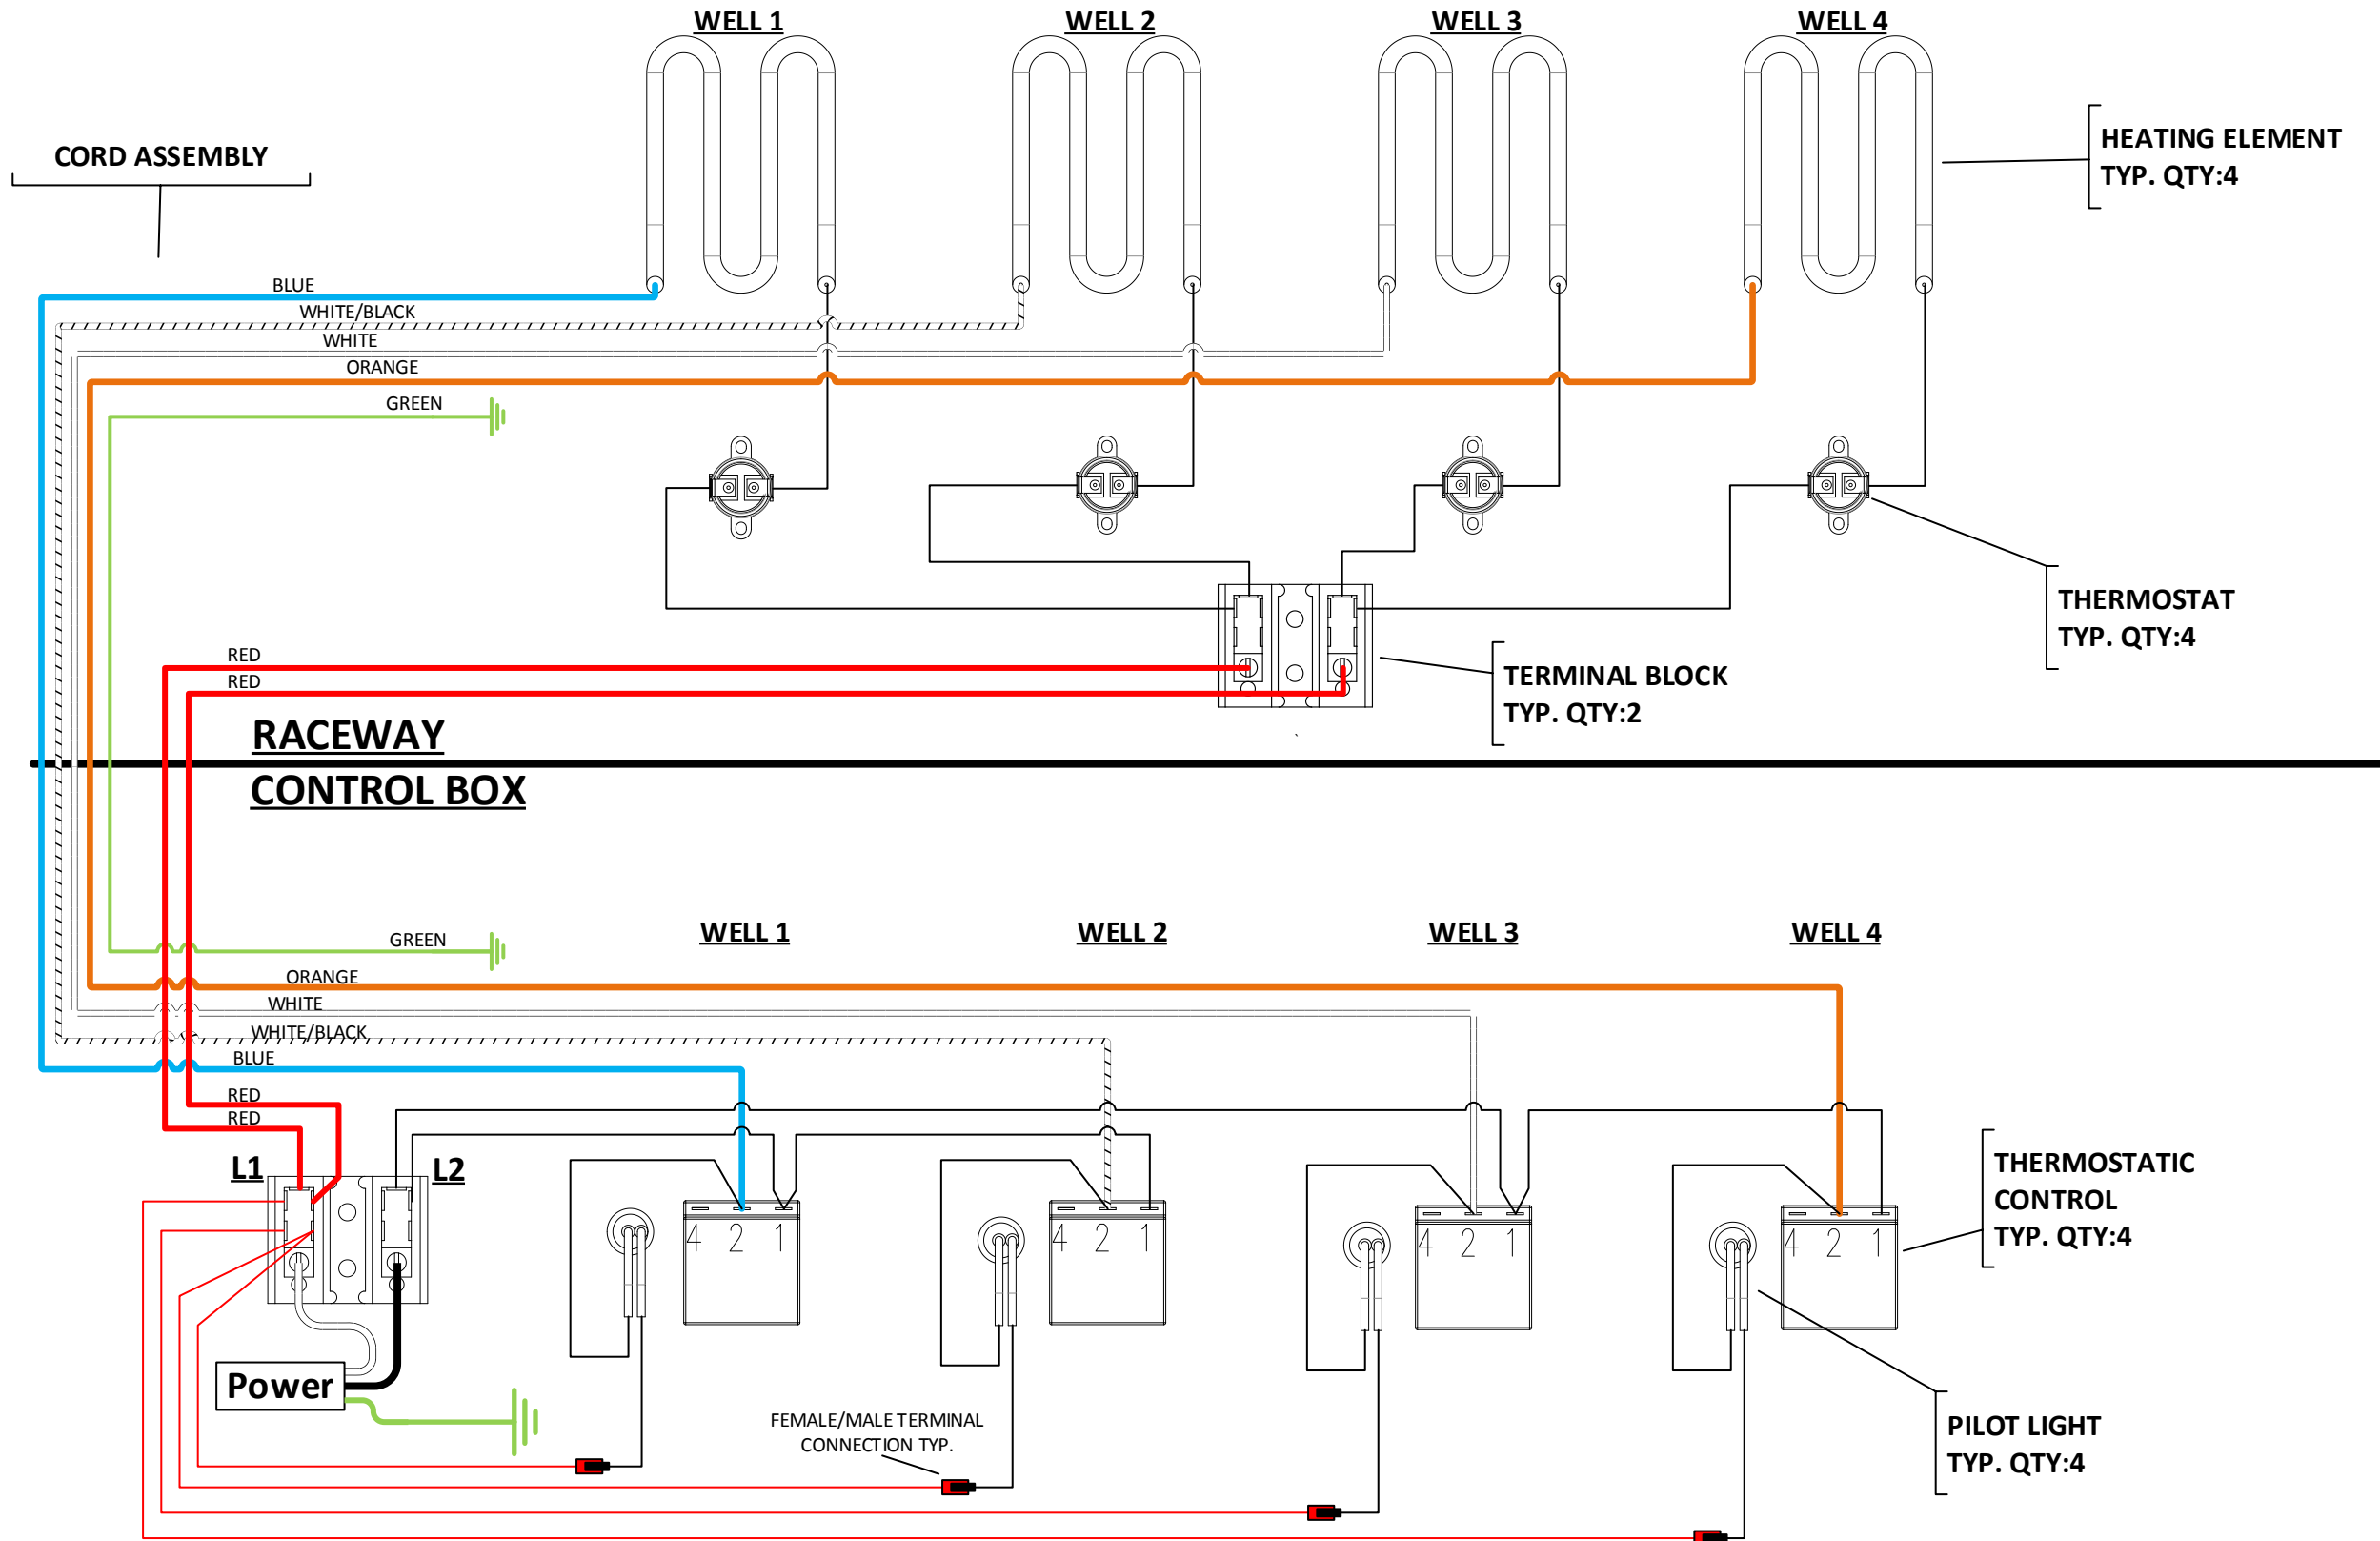 WELL 1
WELL 2
WELL 3
WELL 4
CORD ASSEMBLY
HEATING ELEMENT
TYP. QTY:4
BLUE
WHITE/BLACK
WHITE
ORANGE
GREEN
THERMOSTAT
TYP. QTY:4
RED
RED
TERMINAL BLOCK
TYP. QTY:2
RACEWAY
CONTROL BOX
GREEN
WELL 1
WELL 2
WELL 3
WELL 4
ORANGE
WHITE
WHITE/BLACK
BLUE
RED
RED
L1
L2
THERMOSTATIC
CONTROL
TYP. QTY:4
4 2 1
4 2 1
4 2 1
4 2 1
Power
FEMALE/MALE TERMINAL
CONNECTION TYP.
PILOT LIGHT
TYP. QTY:4